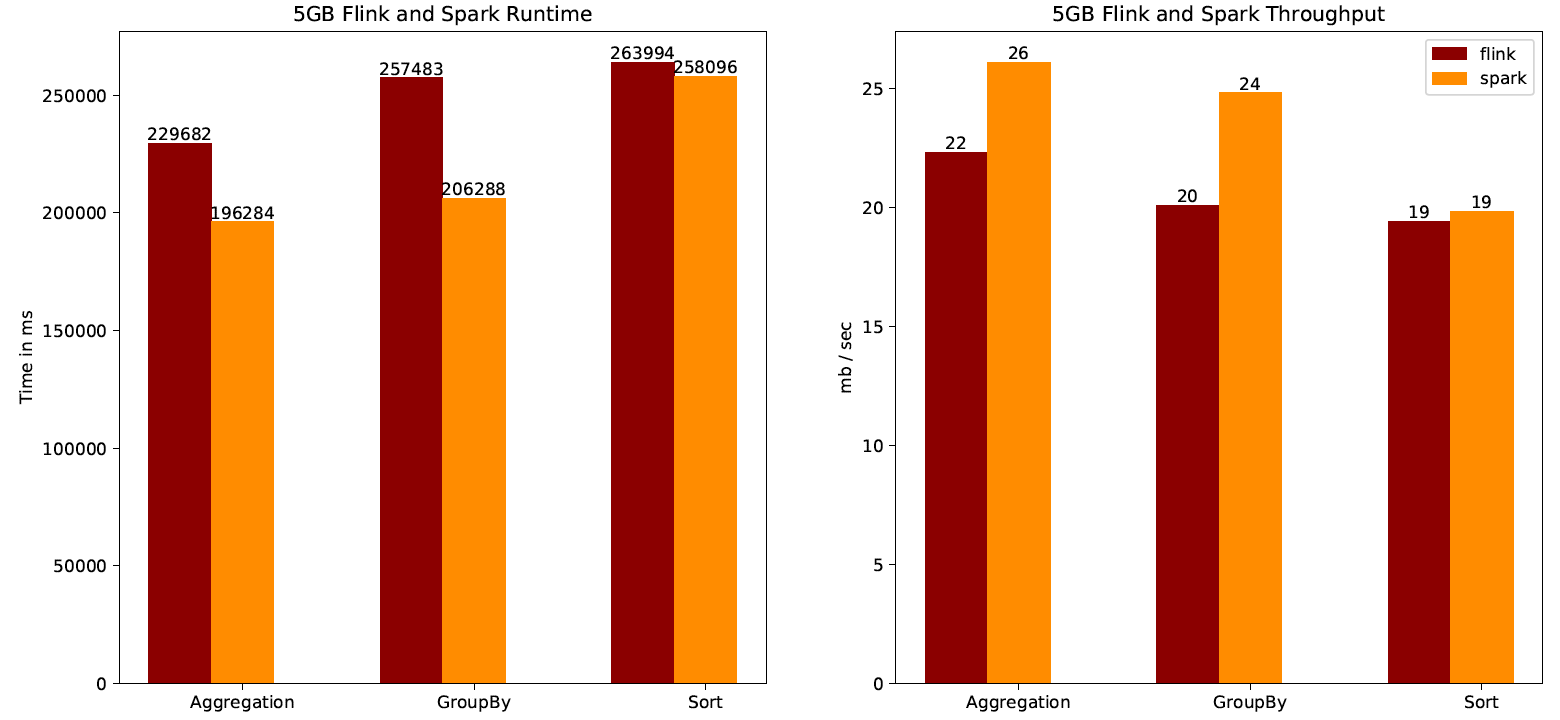 5GB Flink and Spark Runtime
Time in ms
250000
200000
150000
100000
50000
0
229682
196284
257483
206288
263994
258096
Aggregation
GroupBy
Sort
5GB Flink and Spark Throughput
mb / sec
25
20
15
10
5
0
22
26
20
24
19
19
Aggregation
GroupBy
Sort
flink
spark